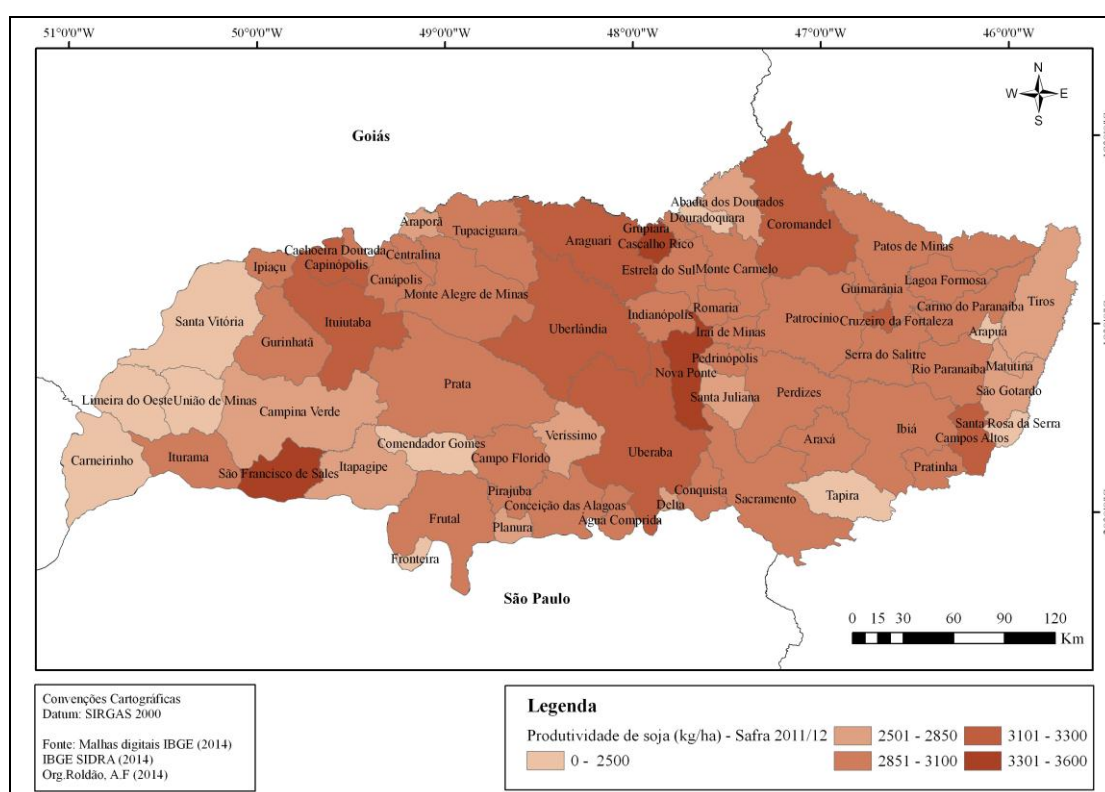 51°0'0"W 50°0'0"W 49°0'0"W 48°0'0"W 47°0'0"W 46°0'0"W
N
W E
S
Goiás
Abadia dos Dourados
Douradoquara
Araporã
Tupaciguara
Araguari
Grupiara
Cascalho Rico
Coromandel
Patos de Minas
Cachoeira Dourada
Capinópolis
Centralina
Ipiaçu
Canápolis
Estrela do Sul
Monte Carmelo
Lagoa Formosa
Guimarânia
Monte Alegre de Minas
Tiros
Santa Vitória
Ituiutaba
Uberlândia
Indianópolis
Romaria
Patrocínio
Carmo do Paranaíba
Cruzeiro da Fortaleza
Iraí de Minas
Arapuá
Gurinhatã
Pedrinópolis
Serra do Salitre
Rio Paranaíba
Matutina
Prata
Nova Ponte
Perdizes
São Gotardo
Limeira do Oeste
União de Minas
Campina Verde
Santa Juliana
Santa Rosa da Serra
Comendador Gomes
Veríssimo
Araxá
Ibiá
Campos Altos
Carneirinho
Iturama
São Francisco de Sales
Itapagipe
Campo Florido
Uberaba
Pratinha
Pirajuba
Conquista
Sacramento
Tapira
Frutal
Conceição das Alagoas
Delta
Planura
Água Comprida
Fronteira
São Paulo
0 15 30 60 90 120
Km
Convenções Cartográficas
Datum: SIRGAS 2000
Fonte: Malhas digitais IBGE (2014)
IBGE SIDRA (2014)
Org.Roldão, A.F (2014)
Legenda
Produtividade de soja (kg/ha) - Safra 2011/12
0 - 2500
2501 - 2850
2851 - 3100
3101 - 3300
3301 - 3600